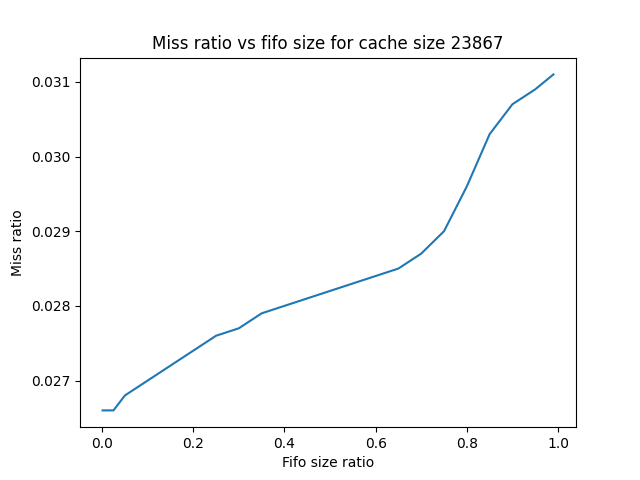 Miss ratio vs fifo size for cache size 23867
0.031
0.030
0.029
0.028
0.027
Miss ratio
0.0 0.2 0.4 0.6 0.8 1.0
Fifo size ratio